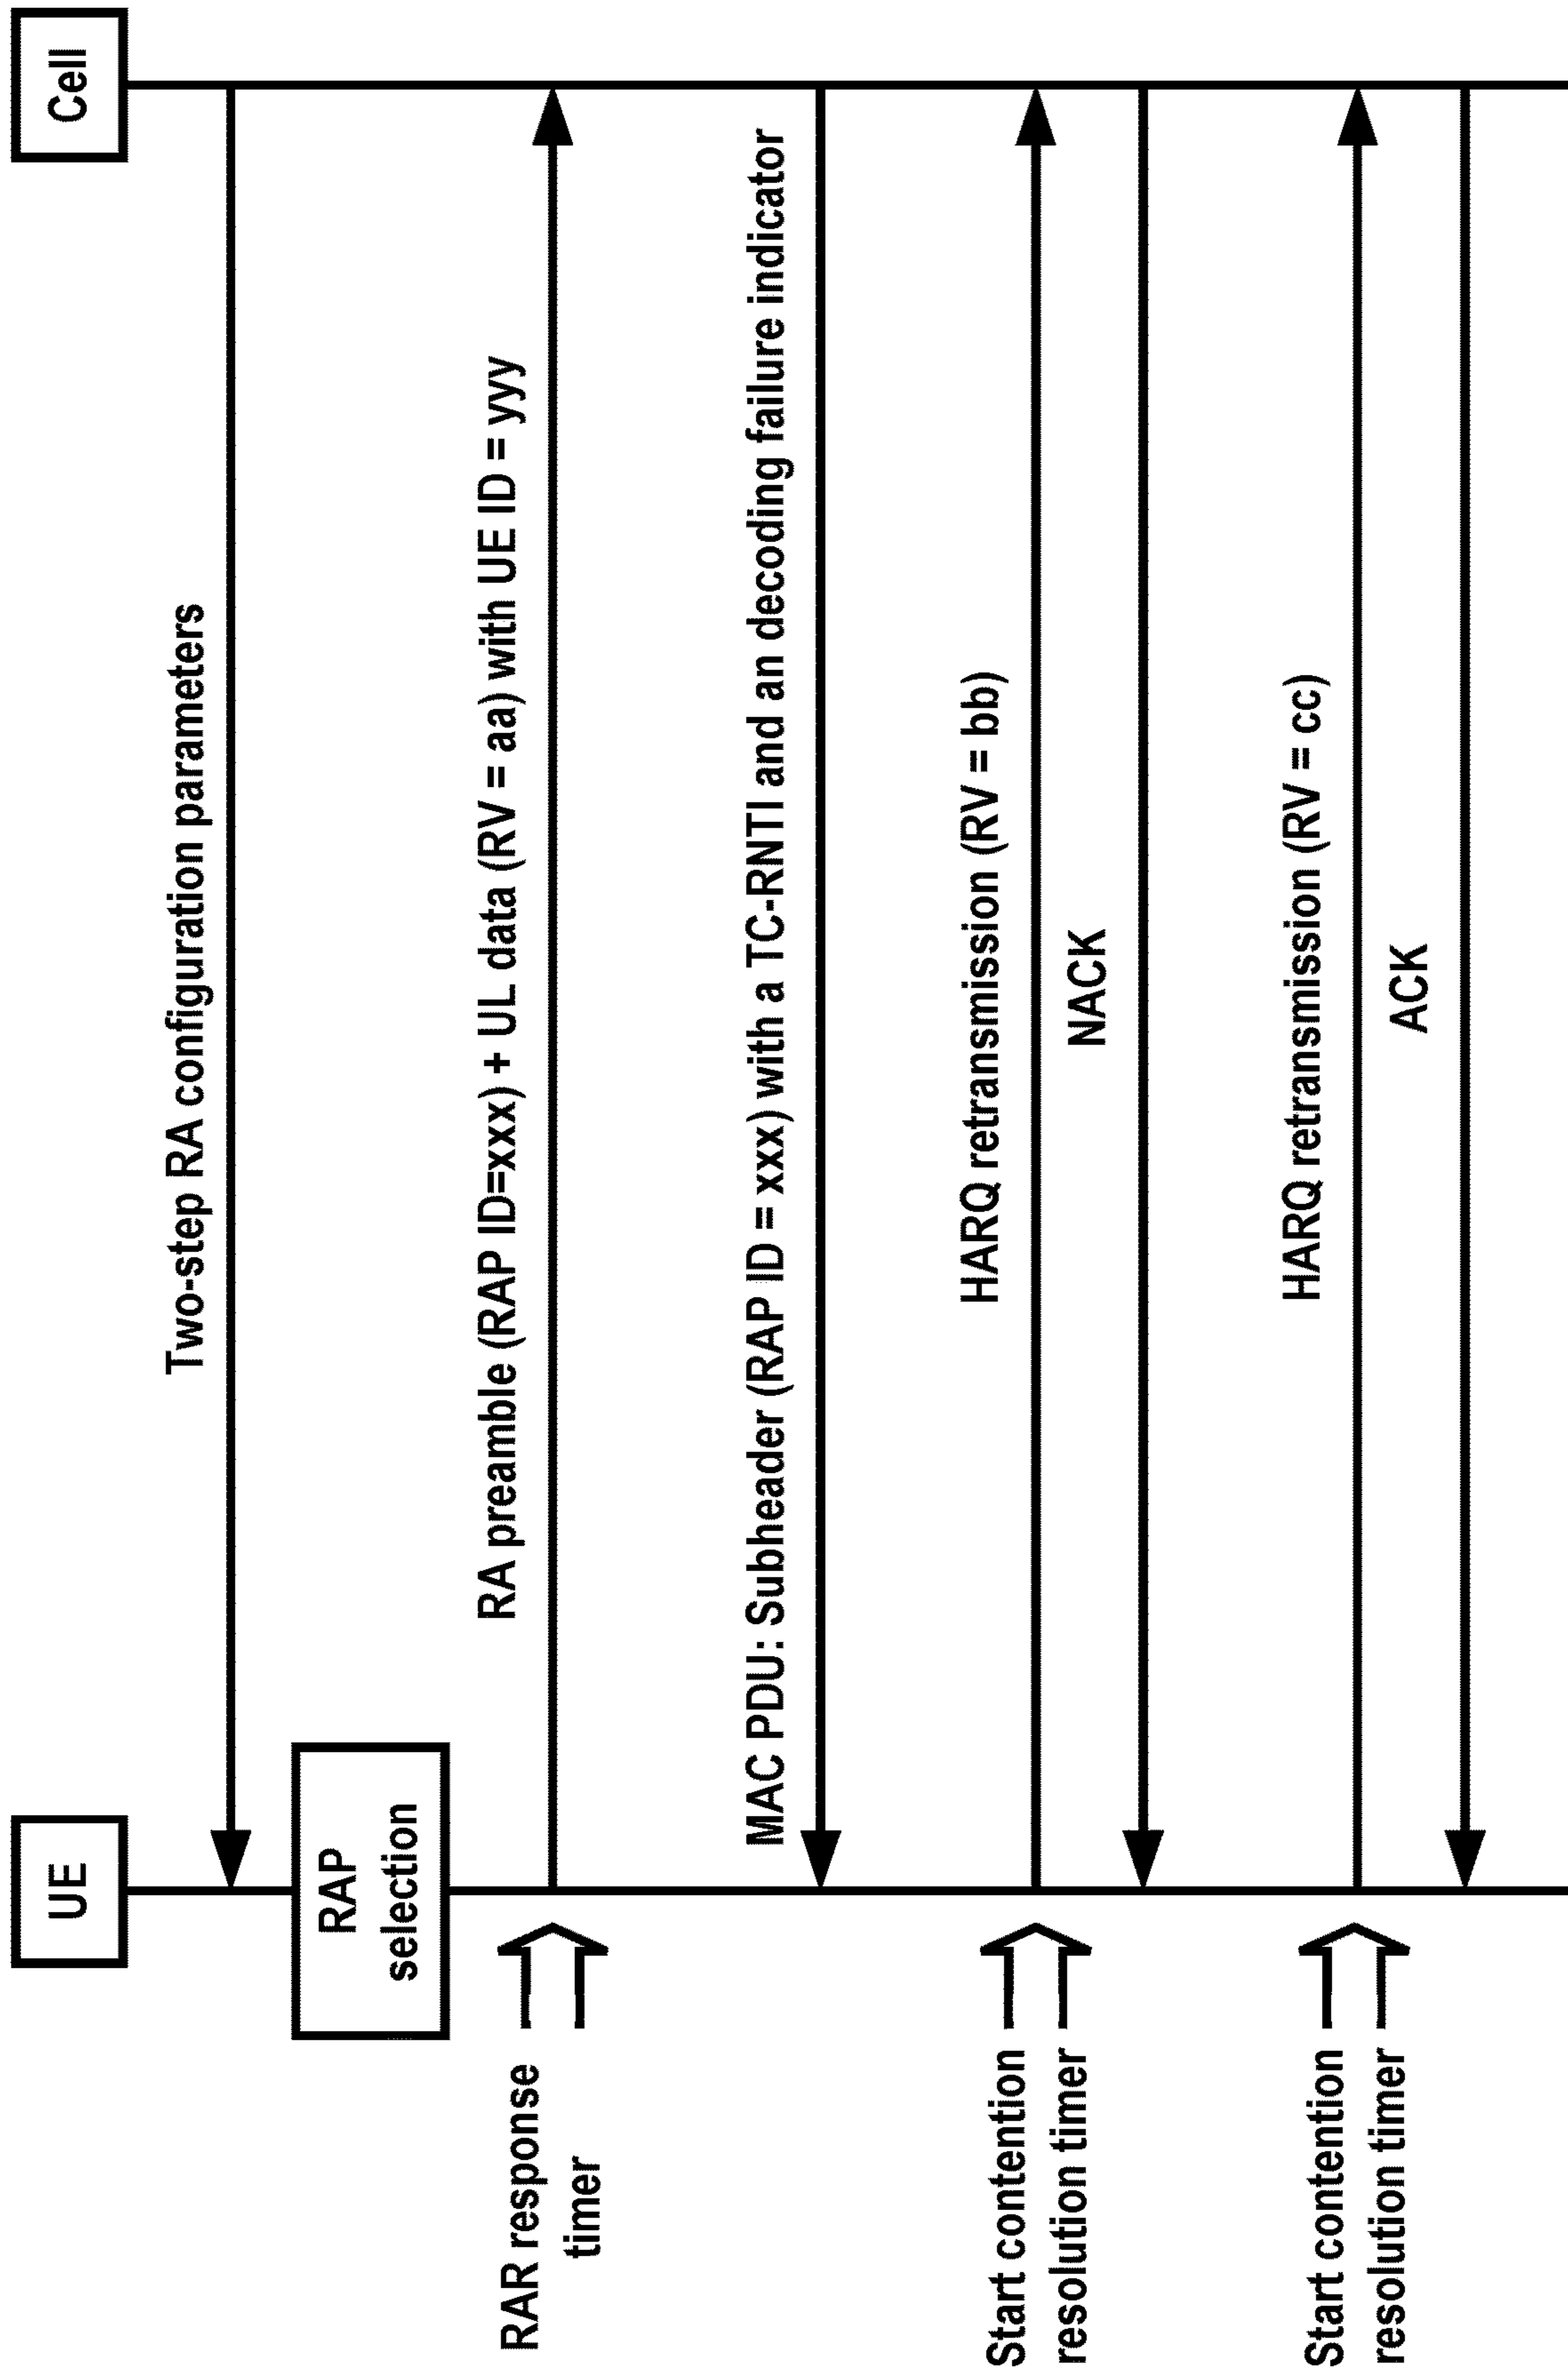 UE
Cell
Two-step RA configuration parameters
RAP
selection
RA preamble (RAP ID=xxx) + UL data (RV = aa) with UE ID = yyy
RAR response
timer
MAC PDU: Subheader (RAP ID = xxx) with a TC-RNTI and an decoding failure indicator
HARQ retransmission (RV = bb)
Start contention
resolution timer
NACK
HARQ retransmission (RV = cc)
Start contention
resolution timer
ACK